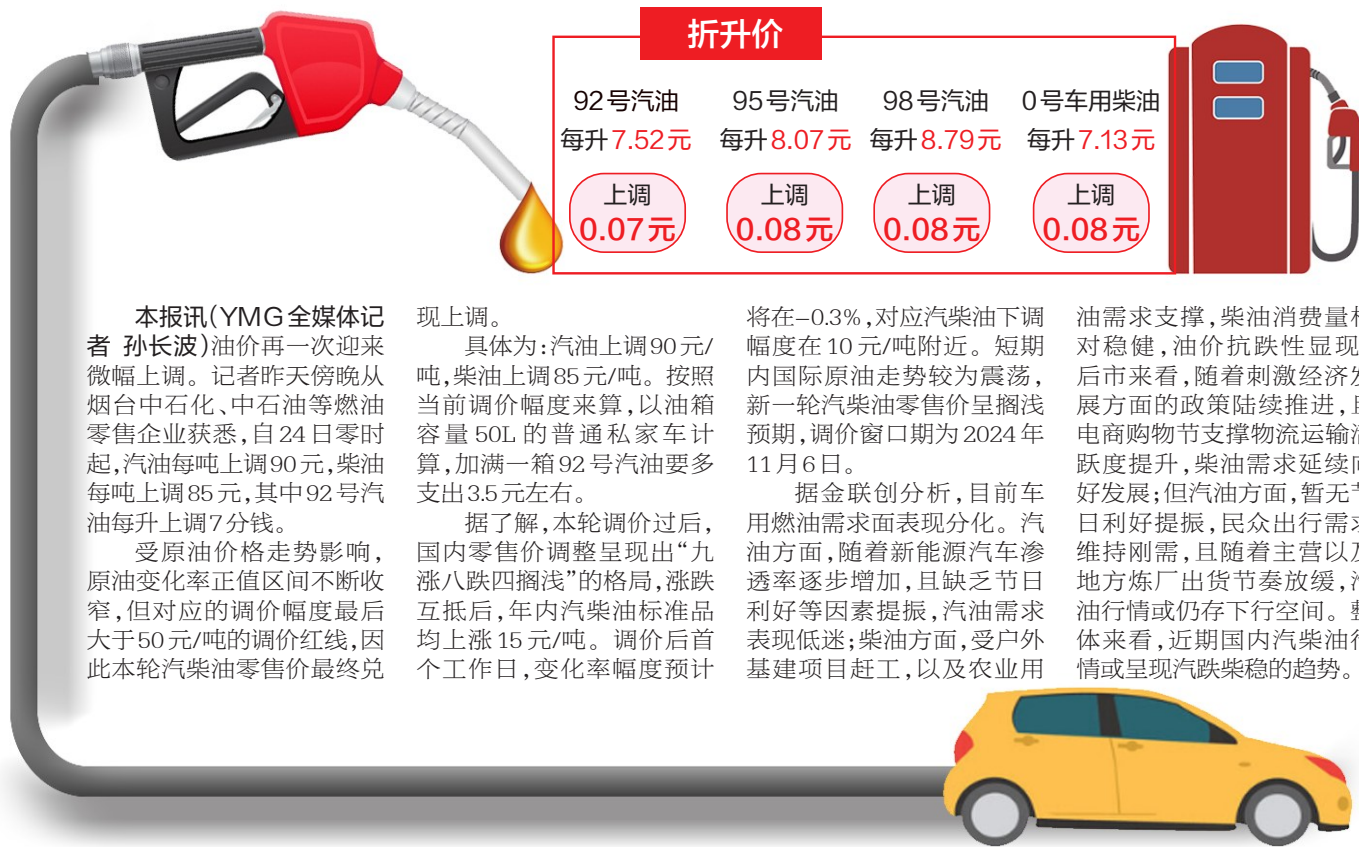 折升价
92号汽油
每升7.52元
上调
0.07元
95号汽油
每升8.07元
上调
0.08元
98号汽油
每升8.79元
上调
0.08元
0号车用柴油
每升7.13元
上调
0.08元
本报讯(YMG全媒体记
者 孙长波)油价再一次迎来
微幅上调。记者昨天傍晚从
烟台中石化、中石油等燃油
零售企业获悉,自24日零时
起,汽油每吨上调90元,柴油
每吨上调85元,其中92号汽
油每升上调7分钱。
受原油价格走势影响,
原油变化率正值区间不断收
窄,但对应的调价幅度最后
大于50元/吨的调价红线,因
此本轮汽柴油零售价最终兑
现上调。
具体为:汽油上调90元/
吨,柴油上调85元/吨。按照
当前调价幅度来算,以油箱
容量50L的普通私家车计
算,加满一箱92号汽油要多
支出3.5元左右。
据了解,本轮调价过后,
国内零售价调整呈现出“九
涨八跌四搁浅”的格局,涨跌
互抵后,年内汽柴油标准品
均上涨15元/吨。调价后首
个工作日,变化率幅度预计
将在-0.3%,对应汽柴油下调
幅度在10元/吨附近。短期
内国际原油走势较为震荡,
新一轮汽柴油零售价呈搁浅
预期,调价窗口期为2024年
11月6日。
据金联创分析,目前车
用燃油需求面表现分化。汽
油方面,随着新能源汽车渗
透率逐步增加,且缺乏节日
利好等因素提振,汽油需求
表现低迷;柴油方面,受户外
基建项目赶工,以及农业用
油需求支撑,柴油消费量
对稳健,油价抗跌性显现
后市来看,随着刺激经济发
展方面的政策陆续推进,
电商购物节支撑物流运输
跃度提升,柴油需求延续
好发展;但汽油方面,暂无
日利好提振,民众出行需求
维持刚需,且随着主营以及
地方炼厂出货节奏放缓,
油行情或仍存下行空间。
体来看,近期国内汽柴油
情或呈现汽跌柴稳的趋势。